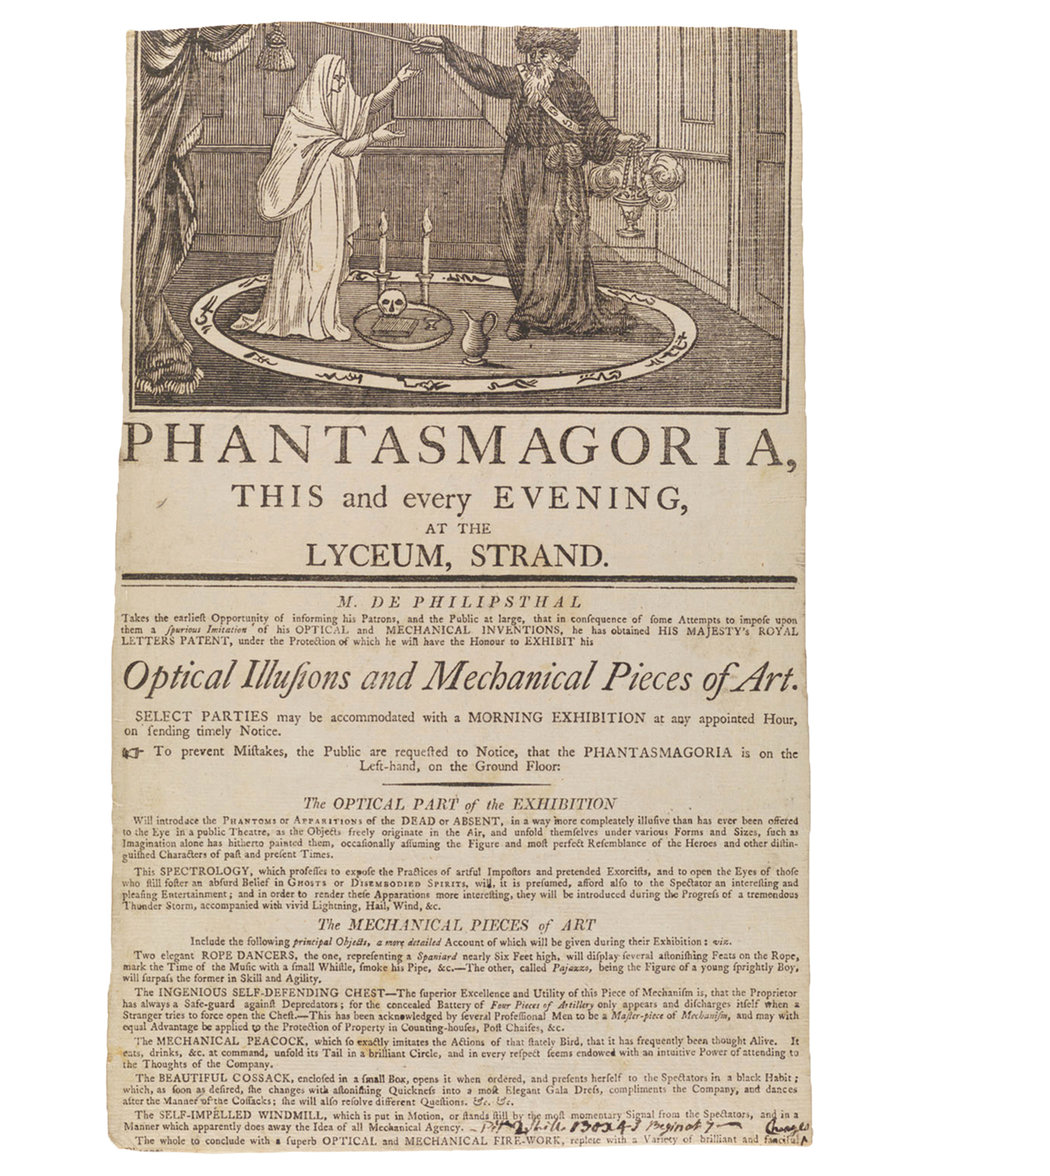 PHANTASMAGORIA,
THIS and every EVENING,
AT THE
LYCEUM, STRAND.
M. DE PHILIPSTHAL
Takes the earlieſt Opportunity of informing his Patrons, and the Public at large, that in conſequence of ſome Attempts to impoſe upon
them a ſpurious Imitation of his OPTICAL and MECHANICAL INVENTIONS, he has obtained HIS MAJESTY's ROYAL
LETTERS PATENT, under the Protection of which he will have the Honour to EXHIBIT his
Optical Illuſions and Mechanical Pieces of Art.
SELECT PARTIES may be accommodated with a MORNING EXHIBITION at any appointed Hour,
on ſending timely Notice.
☞ To prevent Miſtakes, the Public are requeſted to Notice, that the PHANTASMAGORIA is on the
Left-hand, on the Ground Floor:
The OPTICAL PART of the EXHIBITION
Will introdace the PHANTOMS or APPARITIONS of the DEAD or ABSENT, in a way more compleately illuſive than has ever been offered
to the Eye in a public Theatre, as the Objects freely originate in the Air, and unfold themſelves under various Forms and Sizes, ſuch as
Imagination alone has hitherto painted them, occaſionally aſſuming the Figure and moſt perfect Reſemblance of the Heroes and other diſtin-
guiſhed Characters of paſt and preſent Times.
This SPECTROLOGY, which profeſſes to expoſe the Practices of artful Impoſtors and pretended Exorciſts, and to open the Eyes of thoſe
who ſtill foſter an abſurd Belief in GHOSTS or DISEMBODIED SPIRITS, will, it is preſumed, afford alſo to the Spectator an intereſting and
pleaſing Entertainment; and in order to render theſe Apparations more intereſting, they will be introduced during the Progreſs of a tremendous
Thunder Storm, accompanied with vivid Lightning, Hail, Wind, &c.
The MECHANICAL PIECES of ART
Include the following principal Objects, a more detailed Account of which will be given during their Exhibition: viz.
Two elegant ROPE DANCERS, the one, repreſenting a Spaniard nearly Six Feet high, will diſplay ſeveral aſtoniſhing Feats on the Rope,
mark the Time of the Muſic with a ſmall Whiſtle, ſmoke his Pipe, &c.—The other, called Pajazzo, being the Figure of a young ſprightly Boy,
will ſurpaſs the former in Skill and Agility.
The INGENIOUS SELF-DEFENDING CHEST—The ſuperior Excellence and Utility of this Piece of Mechaniſm is, that the Proprietor
has always a Safe-guard againſt Depredators; for the concealed Battery of Four Pieces of Artillery only appears and diſcharges itſelf when a
Stranger tries to force open the Cheſt.—This has been acknowledged by ſeveral Profeſſional Men to be a Maſter-piece of Mechaniſm, and may with
equal Advantage be applied to the Protection of Property in Counting-houſes, Poſt Chaiſes, &c.
The MECHANICAL PEACOCK, which ſo exactly imitates the Actions of that ſtately Bird, that it has frequently been thought Alive. It
eats, drinks, &c. at command, unfold its Tail in a brilliant Circle, and in every reſpect ſeems endowed with an intuitive Power of attending to
the Thoughts of the Company.
The BEAUTIFUL COSSACK, encloſed in a ſmall Box, opens it when ordered, and preſents herſelf to the Spectators in a black Habit;
which, as ſoon as deſired, ſhe changes with aſtoniſhing Quickneſs into a moſt Elegant Gala Dreſs, compliments the Company, and dances
after the Manner of the Coſſacks; ſhe will alſo reſolve different Queſtions. &c. &c.
The SELF-IMPELLED WINDMILL, which is put in Motion, or ſtands ſtill by the moſt momentary Signal from the Spectators, and in a
Manner which apparently does away the Idea of all Mechanical Agency. – Pit 2 Shill. Box 4 S Begin at 7 — Changes
The whole to conclude with a ſuperb OPTICAL and MECHANICAL FIRE-WORK, replete with a Variety of brilliant and fanciful